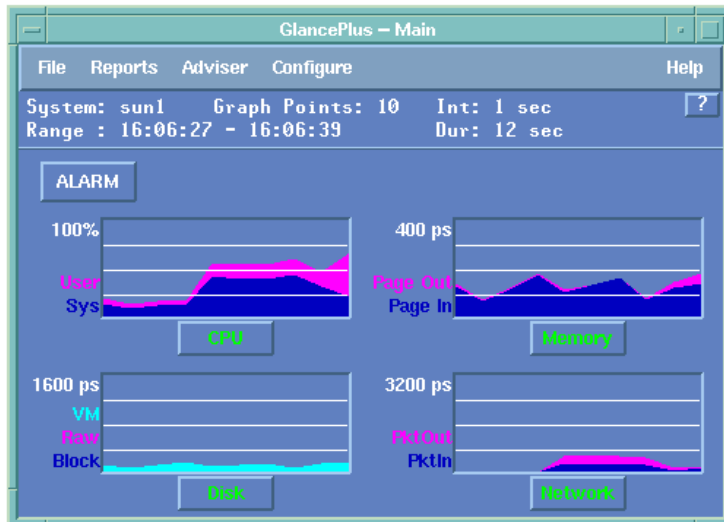 GlancePlus – Main
File Reports Adviser Configure Help
System: sun1 Graph Points: 10 Int: 1 sec ?
Range : 16:06:27 - 16:06:39 Dur: 12 sec
ALARM
100%
User
Sys
CPU
400 ps
Page Out
Page In
Memory
1600 ps
VM
Raw
Block
Disk
3200 ps
PktOut
PktIn
Network